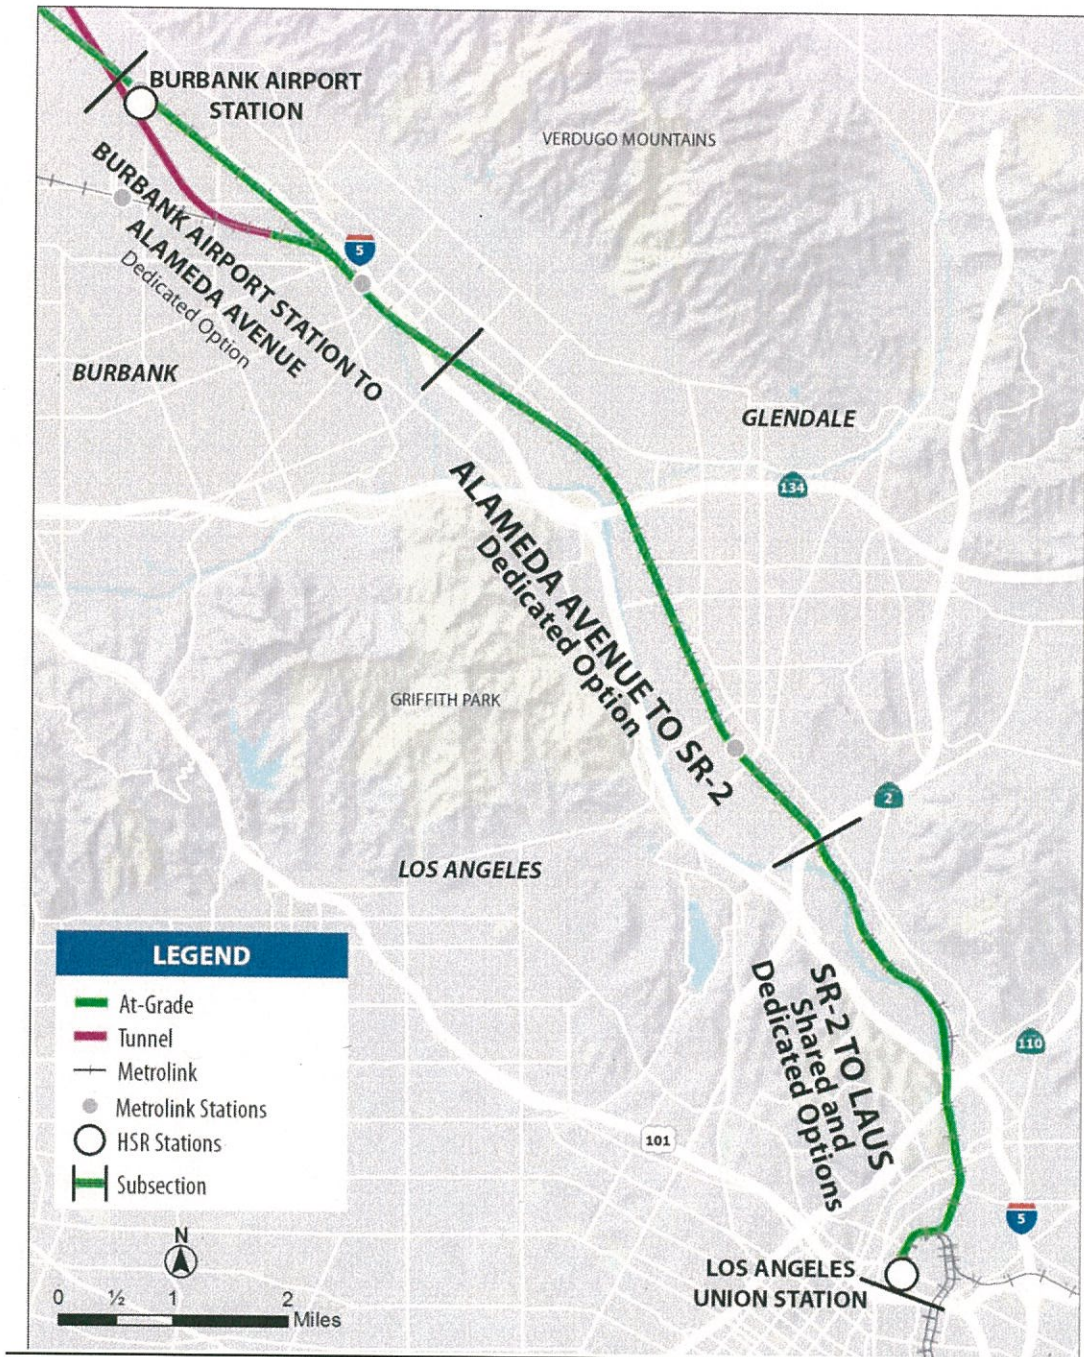 BURBANK AIRPORT
STATION
VERDUGO MOUNTAINS
BURBANK AIRPORT STATION TO
ALAMEDA AVENUE
Dedicated Option
5
BURBANK
GLENDALE
134
ALAMEDA AVENUE TO SR-2
Dedicated Option
GRIFFITH PARK
2
LOS ANGELES
SR-2 TO LAUS
Shared and
Dedicated Options
110
101
5
LOS ANGELES
UNION STATION
LEGEND
At-Grade
Tunnel
Metrolink
Metrolink Stations
HSR Stations
Subsection
N
0 ½ 1 2
Miles